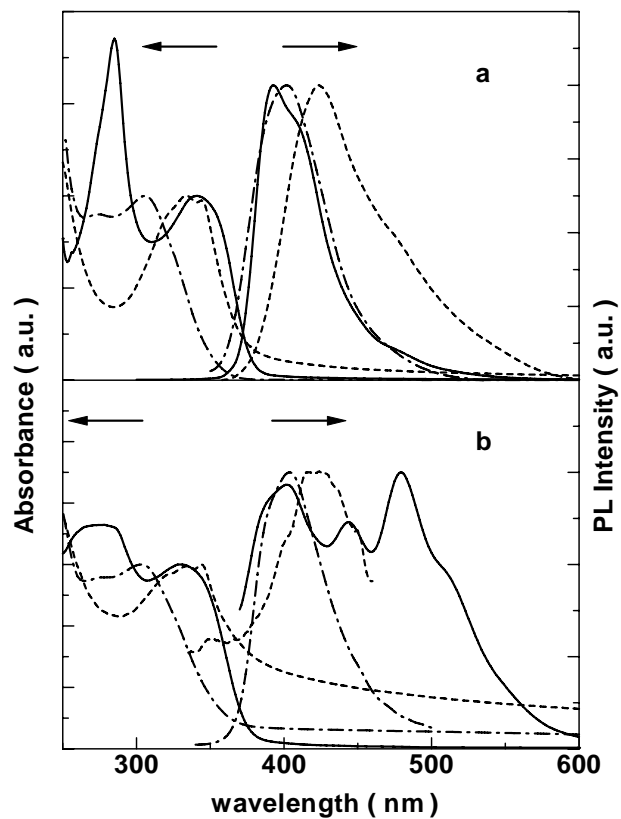 a
b
Absorbance ( a.u. )
PL Intensity ( a.u. )
300 400 500 600
wavelength ( nm )